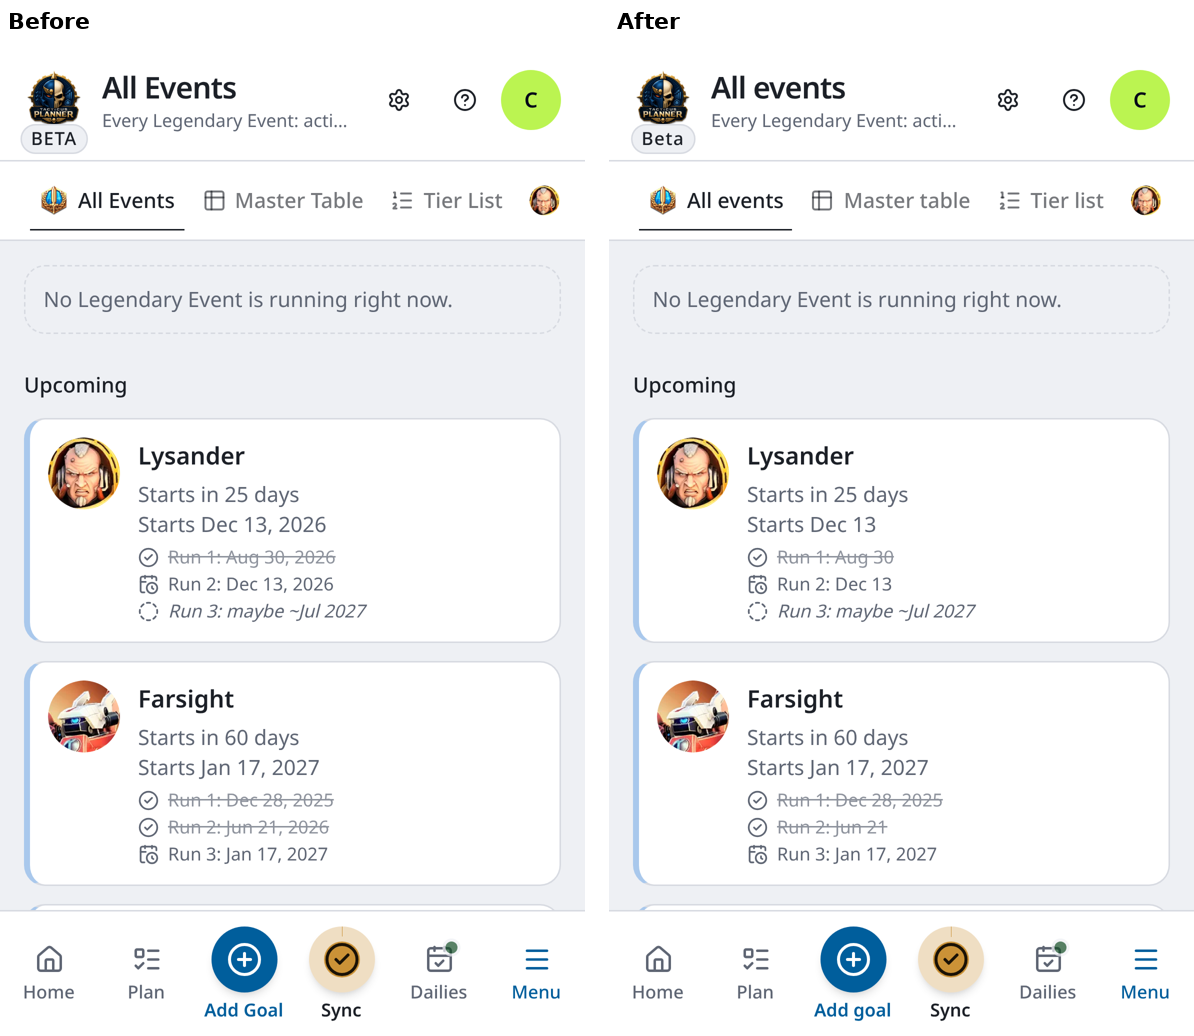 Before
All Events
Every Legendary Event: acti...
C
TACTICUS
PLANNER
BETA
All Events
Master Table
Tier List
No Legendary Event is running right now.
Upcoming
Lysander
Starts in 25 days
Starts Dec 13, 2026
Run 1: Aug 30, 2026
Run 2: Dec 13, 2026
Run 3: maybe ~Jul 2027
Farsight
Starts in 60 days
Starts Jan 17, 2027
Run 1: Dec 28, 2025
Run 2: Jun 21, 2026
Run 3: Jan 17, 2027
Home
Plan
Add Goal
Sync
Dailies
Menu
After
All events
Every Legendary Event: acti...
C
TACTICUS
PLANNER
Beta
All events
Master table
Tier list
No Legendary Event is running right now.
Upcoming
Lysander
Starts in 25 days
Starts Dec 13
Run 1: Aug 30
Run 2: Dec 13
Run 3: maybe ~Jul 2027
Farsight
Starts in 60 days
Starts Jan 17, 2027
Run 1: Dec 28, 2025
Run 2: Jun 21
Run 3: Jan 17, 2027
Home
Plan
Add goal
Sync
Dailies
Menu